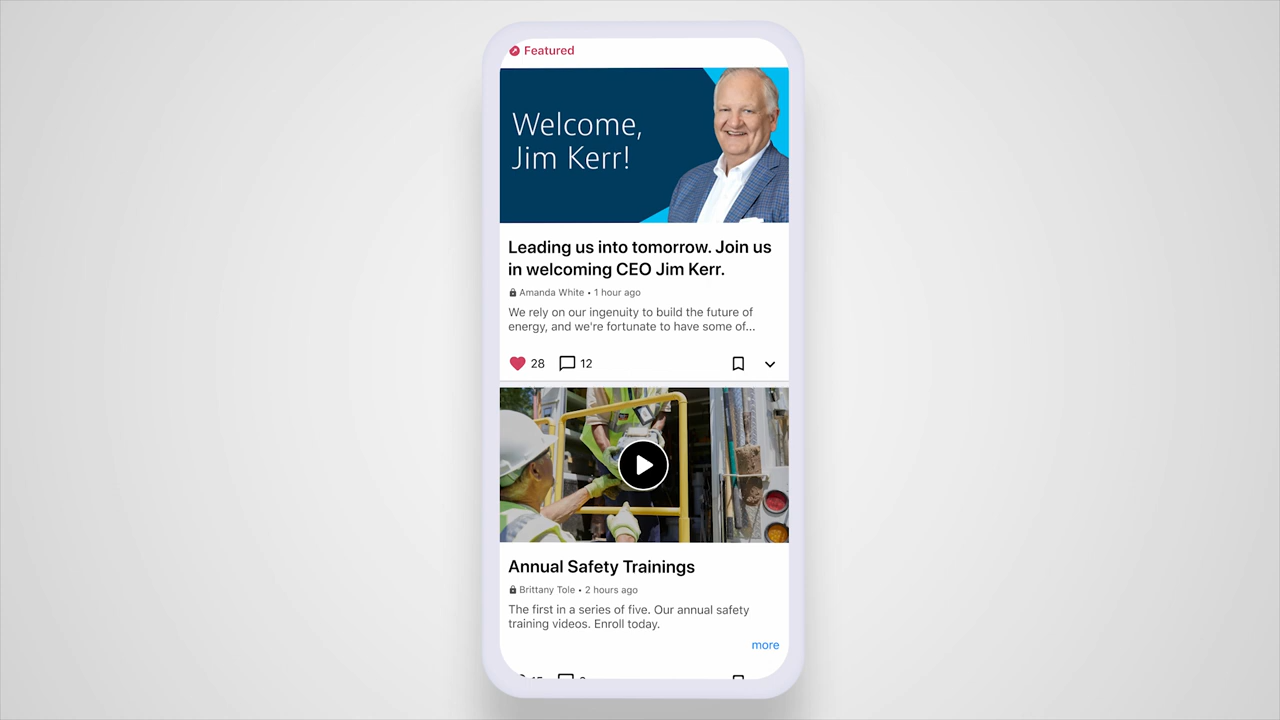 Featured
Welcome,
Jim Kerr!
Leading us into tomorrow. Join us
in welcoming CEO Jim Kerr.
Amanda White • 1 hour ago
We rely on our ingenuity to build the future of
energy, and we're fortunate to have some of...
28 12
Annual Safety Trainings
Brittany Tole • 2 hours ago
The first in a series of five. Our annual safety
training videos. Enroll today.
more